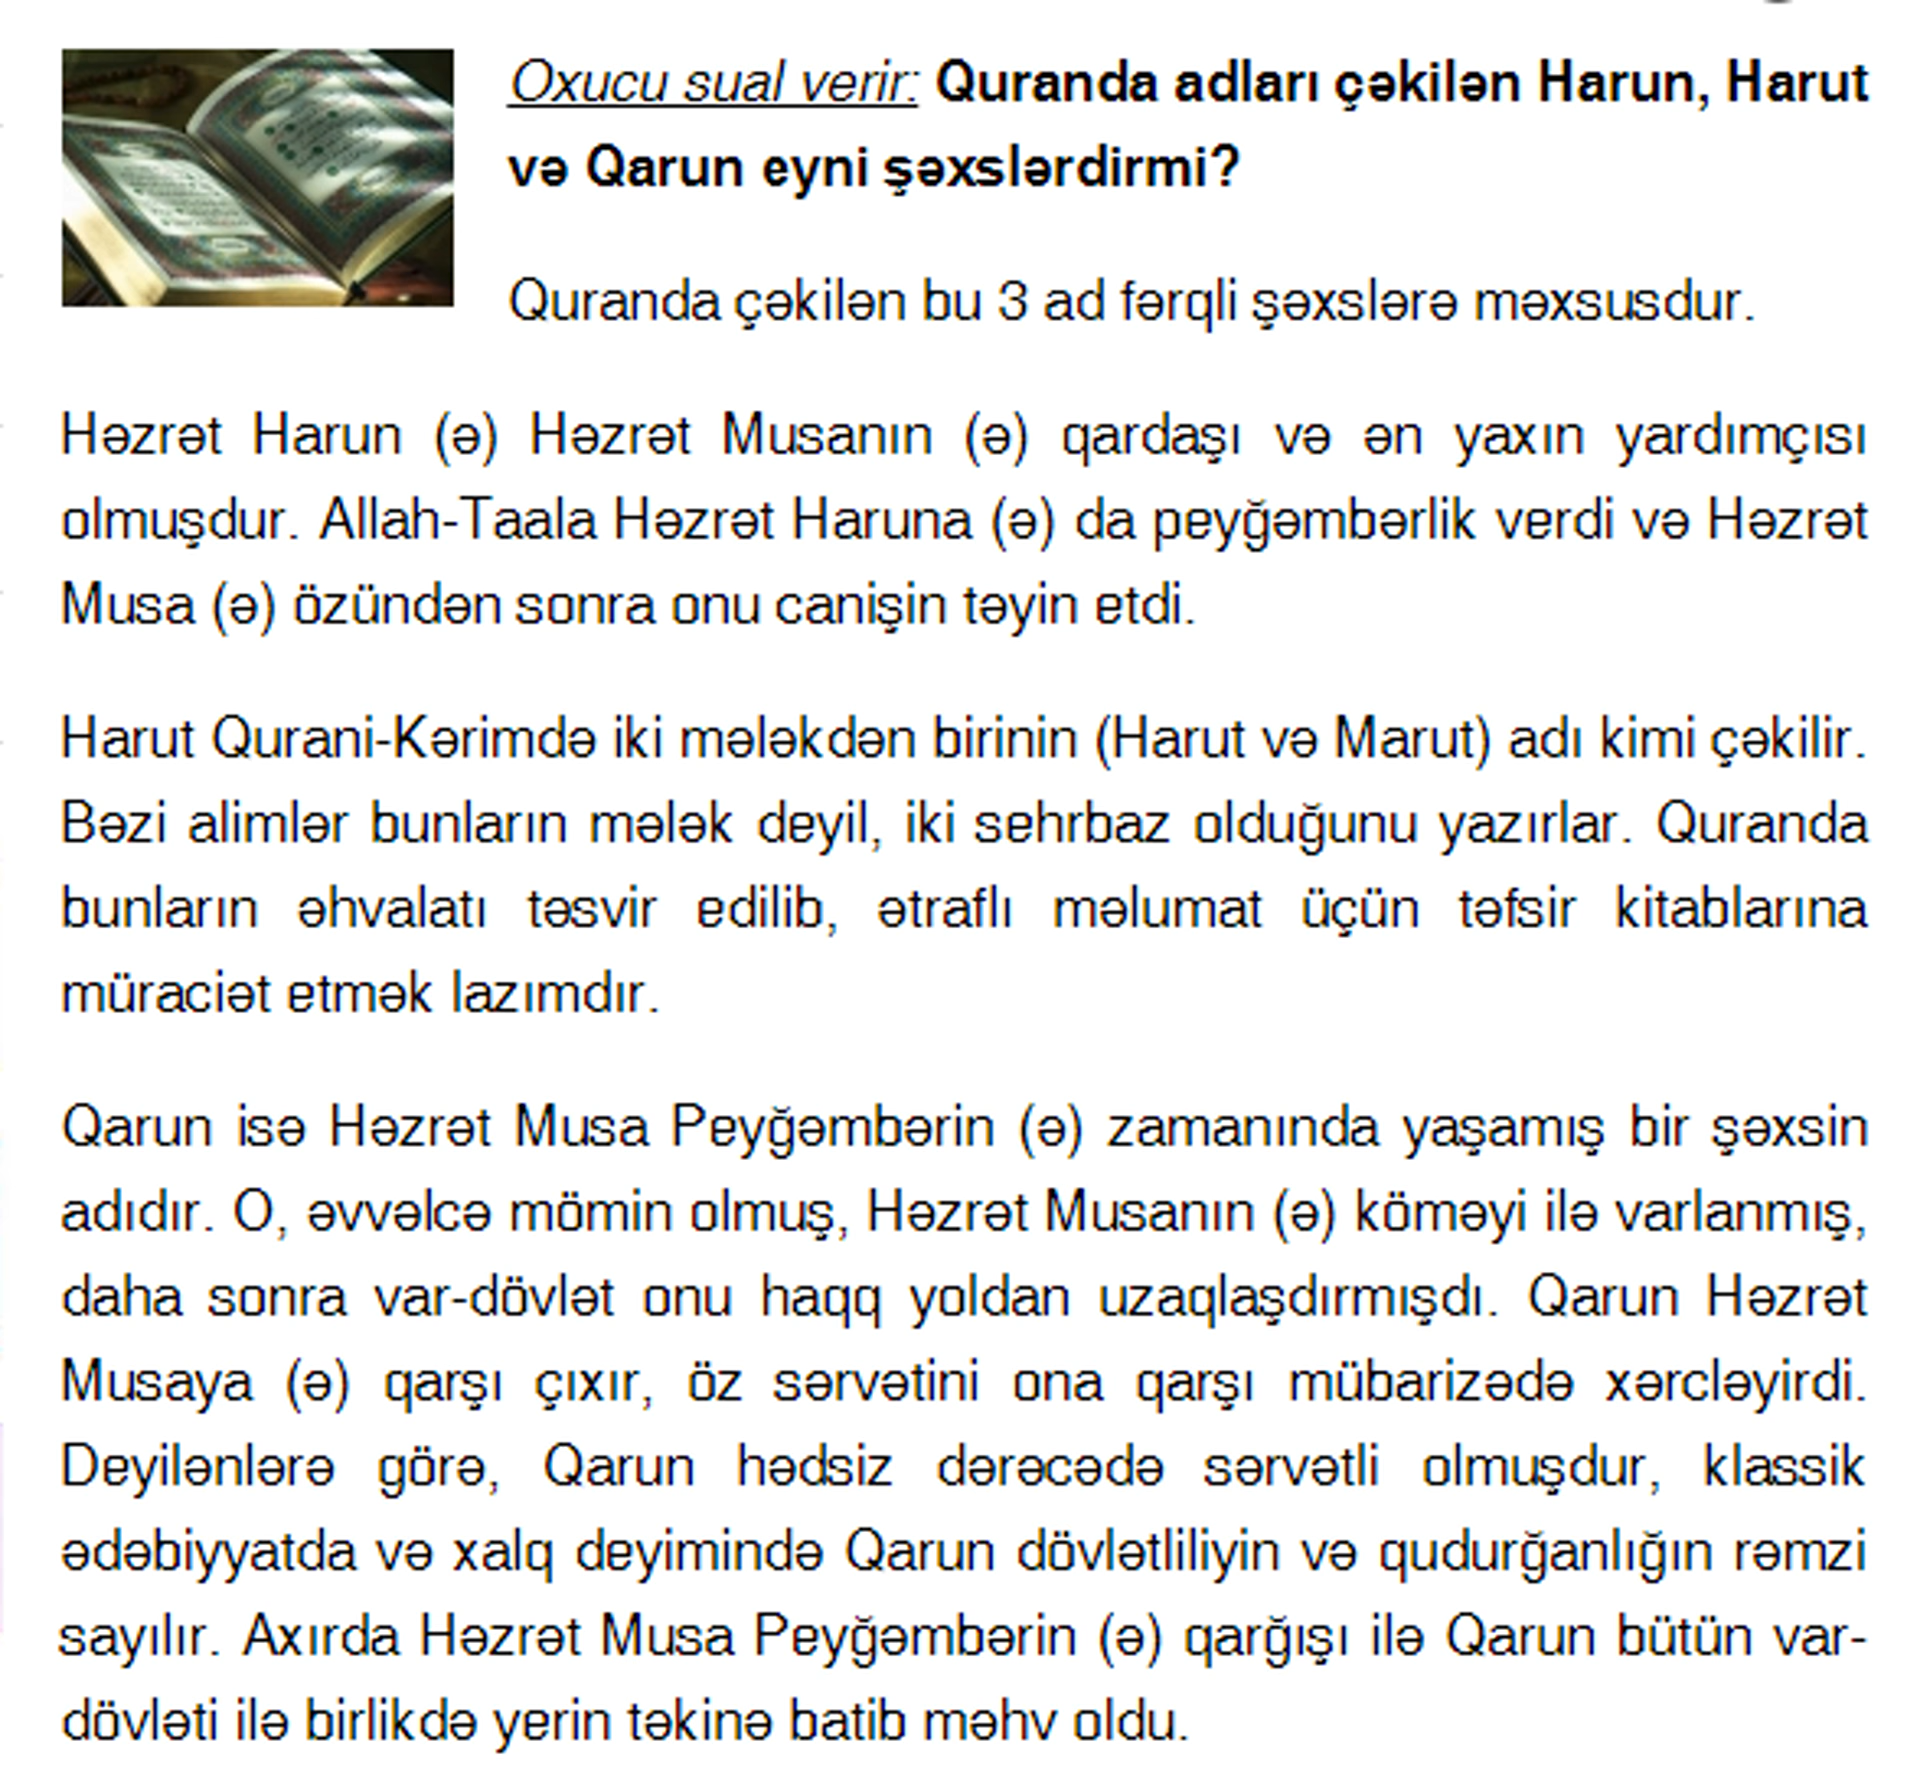 Oxucu sual verir: Quranda adları çəkilən Harun, Harut
və Qarun eyni şəxslərdirmi?
Quranda çəkilən bu 3 ad fərqli şəxslərə məxsusdur.
Həzrət Harun (ə) Həzrət Musanın (ə) qardaşı və ən yaxın yardımçısı
olmuşdur. Allah-Taala Həzrət Haruna (ə) da peyğəmbərlik verdi və Həzrət
Musa (ə) özündən sonra onu canişin təyin etdi.
Harut Qurani-Kərimdə iki mələkdən birinin (Harut və Marut) adı kimi çəkilir.
Bəzi alimlər bunların mələk deyil, iki sehrbaz olduğunu yazırlar. Quranda
bunların əhvalatı təsvir edilib, ətraflı məlumat üçün təfsir kitablarına
müraciət etmək lazımdır.
Qarun isə Həzrət Musa Peyğəmbərin (ə) zamanında yaşamış bir şəxsin
adıdır. O, əvvəlcə mömin olmuş, Həzrət Musanın (ə) köməyi ilə varlanmış,
daha sonra var-dövlət onu haqq yoldan uzaqlaşdırmışdı. Qarun Həzrət
Musaya (ə) qarşı çıxır, öz sərvətini ona qarşı mübarizədə xərcləyirdi.
Deyilənlərə görə, Qarun hədsiz dərəcədə sərvətli olmuşdur, klassik
ədəbiyyatda və xalq deyimində Qarun dövlətliliyin və qudurğanlığın rəmzi
sayılır. Axırda Həzrət Musa Peyğəmbərin (ə) qarğışı ilə Qarun bütün var-
dövləti ilə birlikdə yerin təkinə batib məhv oldu.